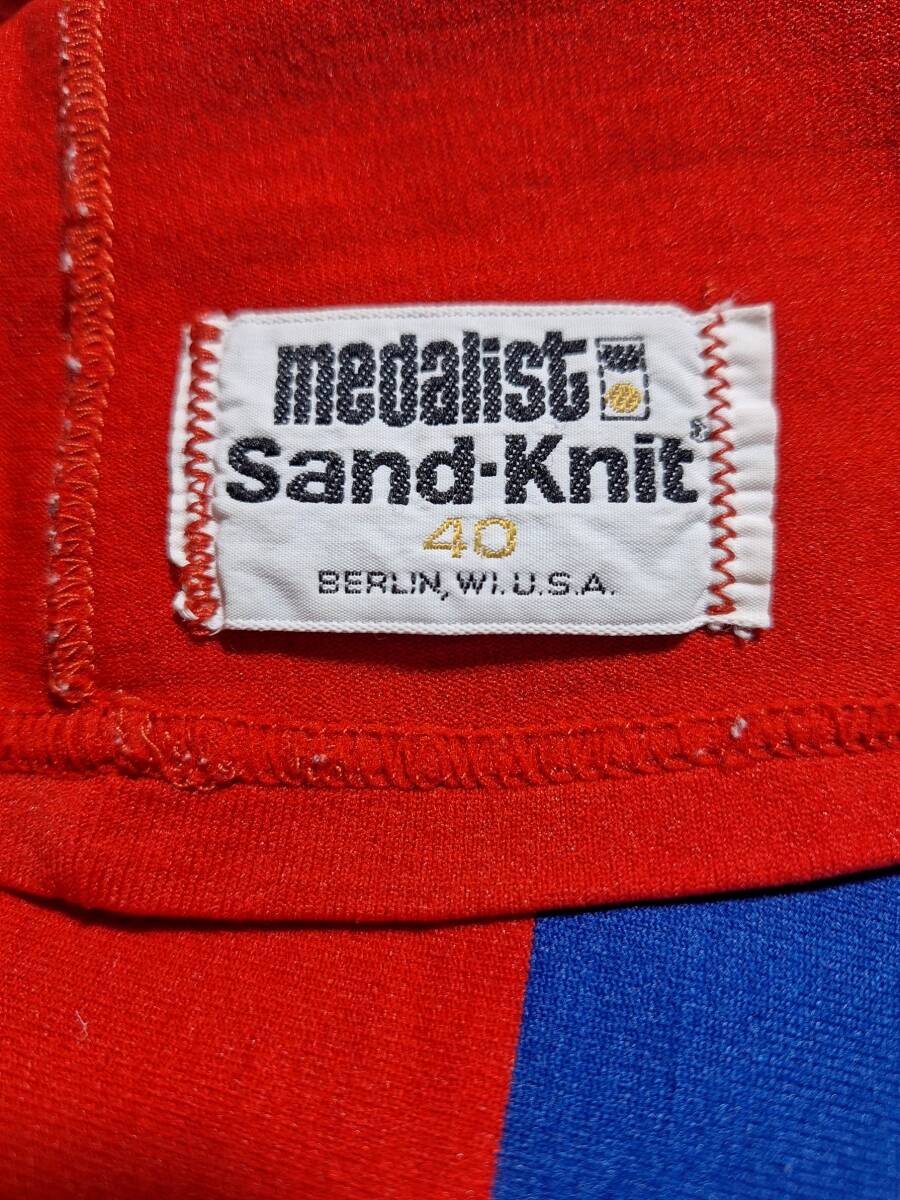 medalist
Sand-Knit®
40
BERLIN, WI. U.S.A.